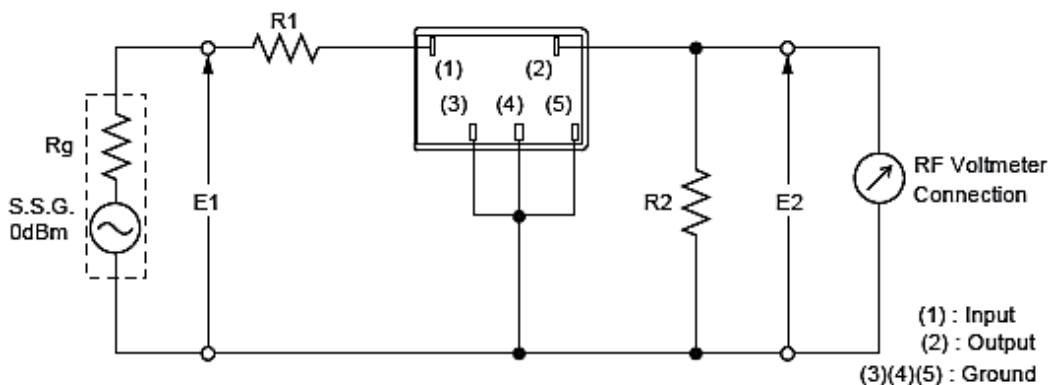 R1
(1)
(2)
(3)
(4)
(5)
Rg
S.S.G.
0dBm
E1
R2
E2
RF Voltmeter
Connection
(1) : Input
(2) : Output
(3)(4)(5) : Ground